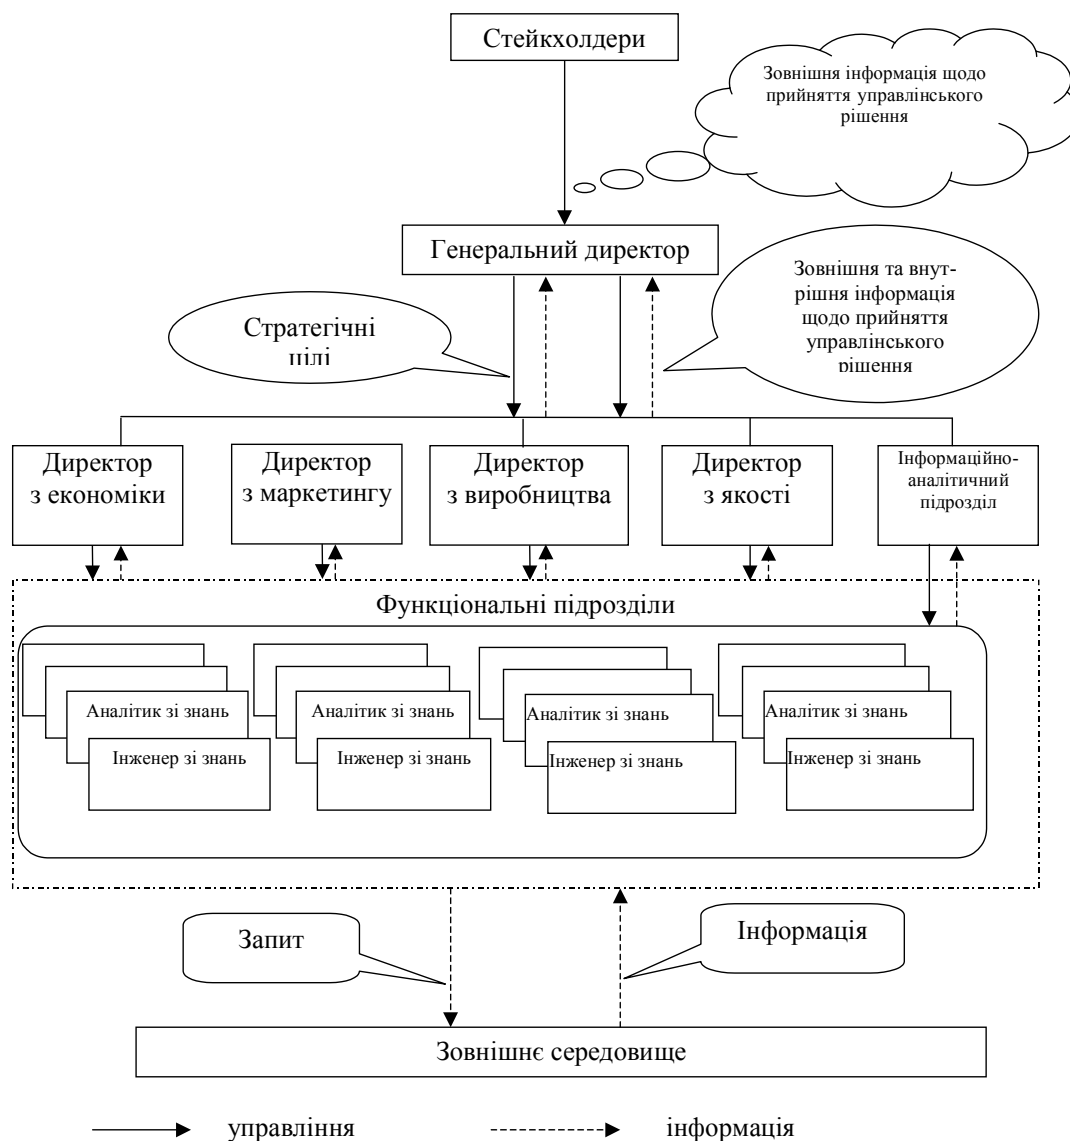 Стейкхолдери
Зовнішня інформація щодо
прийняття управлінського
рішення
Генеральний директор
Стратегічні
цілі
Зовнішня та внут-
рішня інформація
щодо прийняття
управлінського
рішення
Директор
з економіки
Директор
з маркетингу
Директор
з виробництва
Директор
з якості
Інформаційно-
аналітичний
підрозділ
Функціональні підрозділи
Аналітик зі знань
Інженер зі знань
Аналітик зі знань
Інженер зі знань
Аналітик зі знань
Інженер зі знань
Аналітик зі знань
Інженер зі знань
Запит
Інформація
Зовнішнє середовище
управління
інформація